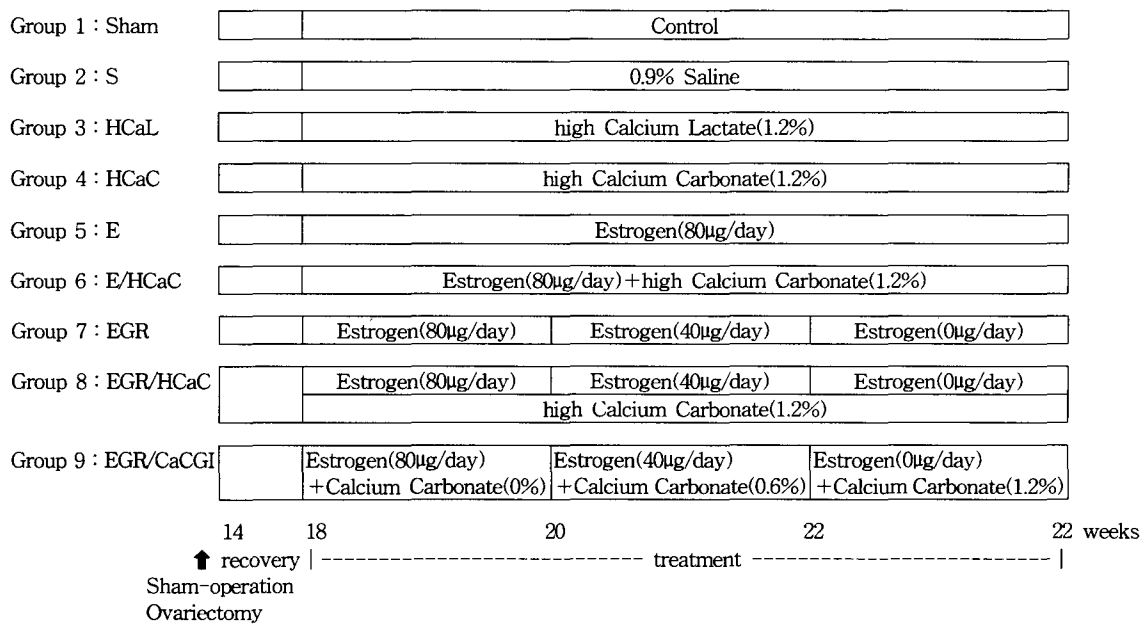 Group 1 : Sham
Control
Group 2 : S
0.9% Saline
Group 3 : HCaL
high Calcium Lactate(1.2%)
Group 4 : HCaC
high Calcium Carbonate(1.2%)
Group 5 : E
Estrogen(80μg/day)
Group 6 : E/HCaC
Estrogen(80μg/day)+high Calcium Carbonate(1.2%)
Group 7 : EGR
Estrogen(80μg/day) Estrogen(40μg/day) Estrogen(0μg/day)
Group 8 : EGR/HCaC
Estrogen(80μg/day) Estrogen(40μg/day) Estrogen(0μg/day)
high Calcium Carbonate(1.2%)
Group 9 : EGR/CaCGI
Estrogen(80μg/day) Estrogen(40μg/day) Estrogen(0μg/day)
+Calcium Carbonate(0%) +Calcium Carbonate(0.6%) +Calcium Carbonate(1.2%)
14 18 20 22 22 weeks
recovery treatment
Sham-operation
Ovariectomy